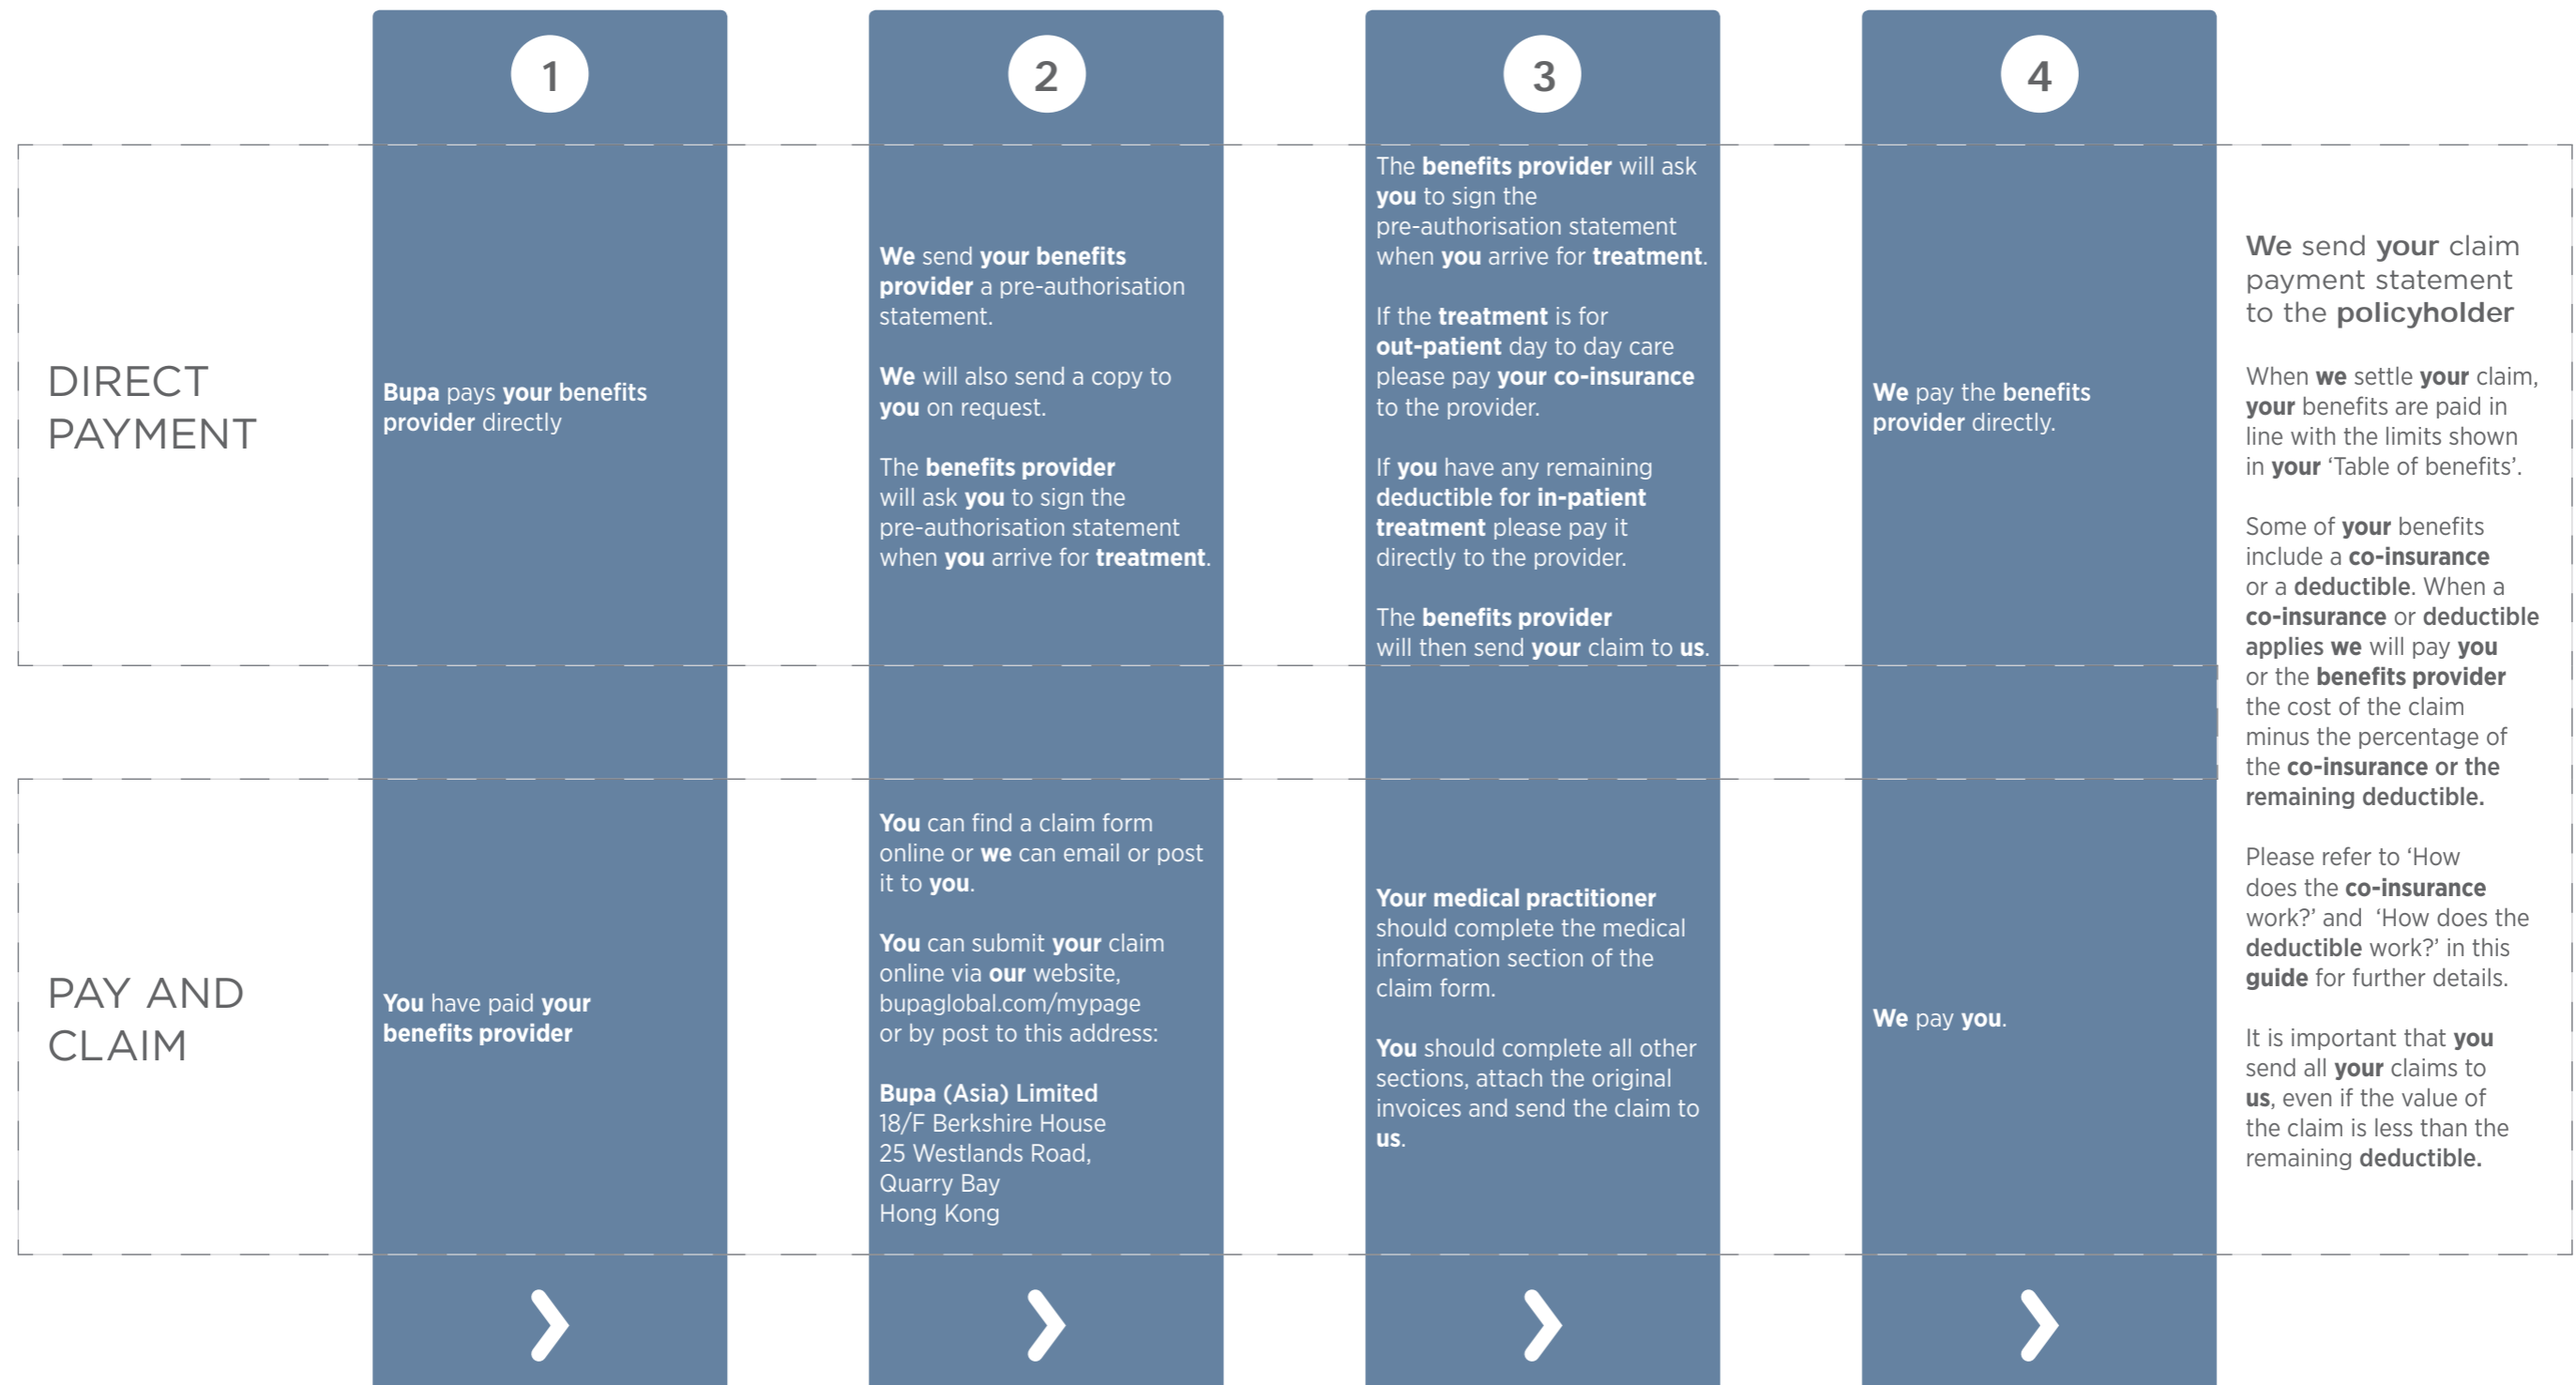 1
2
3
4
DIRECT
PAYMENT
Bupa pays your benefits
provider directly
We send your benefits
provider a pre-authorisation
statement.
We will also send a copy to
you on request.
The benefits provider
will ask you to sign the
pre-authorisation statement
when you arrive for treatment.
The benefits provider will ask
you to sign the
pre-authorisation statement
when you arrive for treatment.
If the treatment is for
out-patient day to day care
please pay your co-insurance
to the provider.
If you have any remaining
deductible for in-patient
treatment please pay it
directly to the provider.
The benefits provider
will then send your claim to us.
We pay the benefits
provider directly.
PAY AND
CLAIM
You have paid your
benefits provider
You can find a claim form
online or we can email or post
it to you.
You can submit your claim
online via our website,
bupaglobal.com/mypage
or by post to this address:
Bupa (Asia) Limited
18/F Berkshire House
25 Westlands Road,
Quarry Bay
Hong Kong
Your medical practitioner
should complete the medical
information section of the
claim form.
You should complete all other
sections, attach the original
invoices and send the claim to
us.
We pay you.
We send your claim
payment statement
to the policyholder
When we settle your claim,
your benefits are paid in
line with the limits shown
in your ‘Table of benefits’.
Some of your benefits
include a co-insurance
or a deductible. When a
co-insurance or deductible
applies we will pay you
or the benefits provider
the cost of the claim
minus the percentage of
the co-insurance or the
remaining deductible.
Please refer to ‘How
does the co-insurance
work?’ and ‘How does the
deductible work?’ in this
guide for further details.
It is important that you
send all your claims to
us, even if the value of
the claim is less than the
remaining deductible.